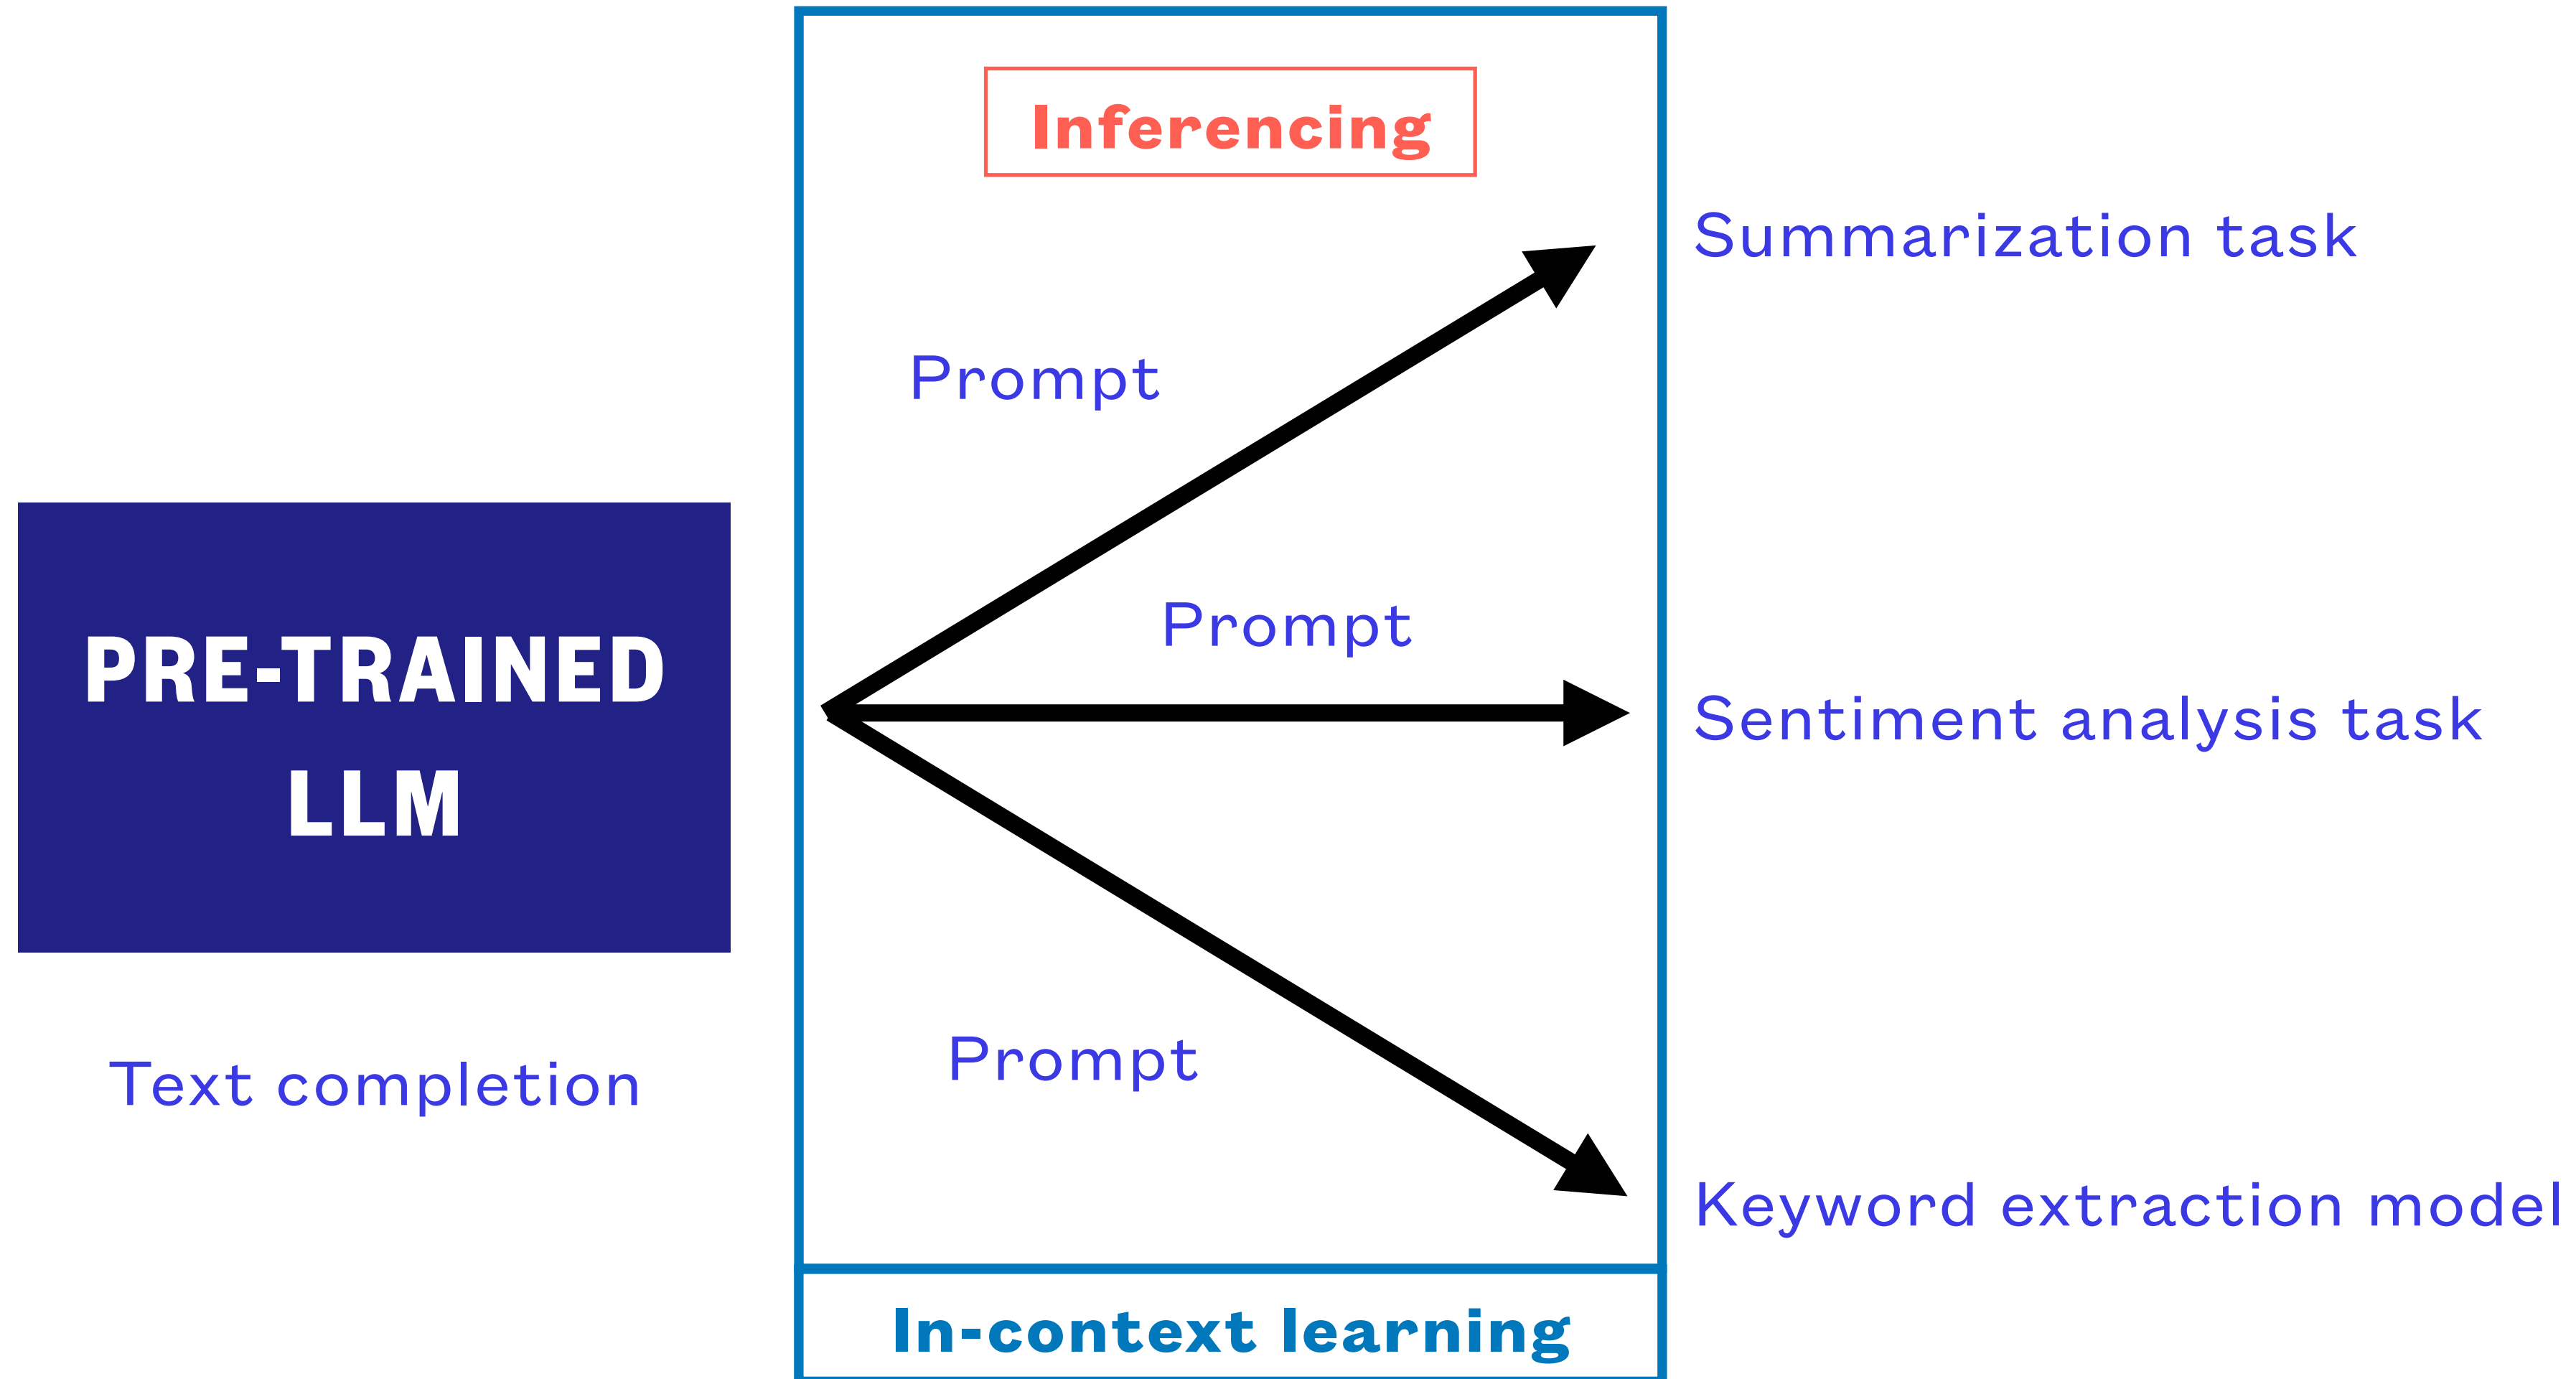 Inferencing
Summarization task
Prompt
Prompt
PRE-TRAINED
LLM
Sentiment analysis task
Text completion
Prompt
Keyword extraction model
In-context learning